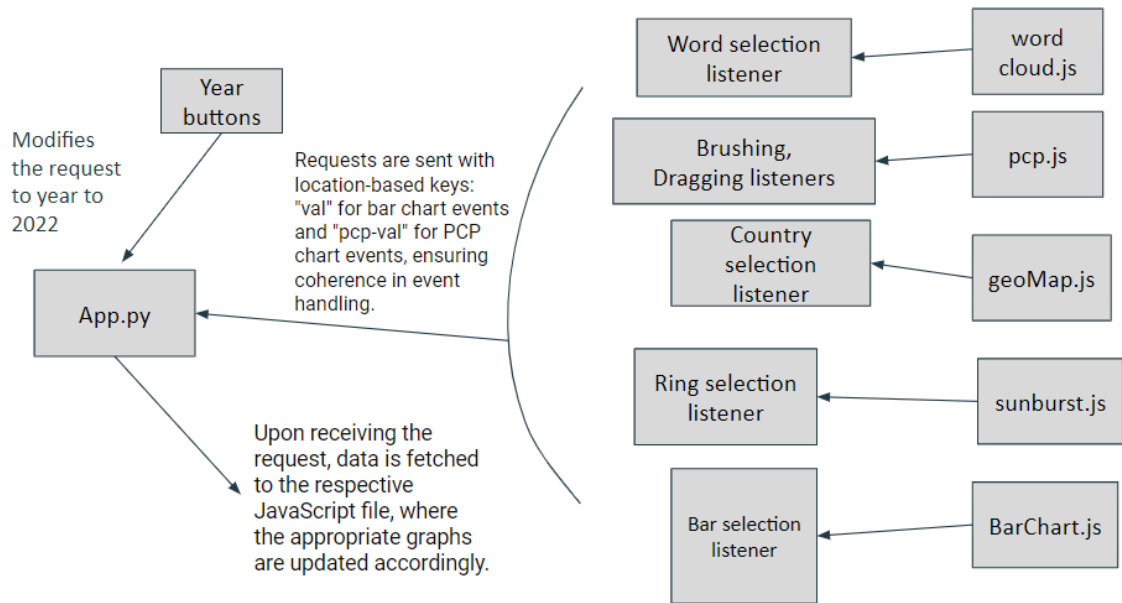 Year
buttons
Modifies
the request
to year to
2022
App.py
Requests are sent with
location-based keys:
"val" for bar chart events
and "pcp-val" for PCP
chart events, ensuring
coherence in event
handling.
Upon receiving the
request, data is fetched
to the respective
JavaScript file, where
the appropriate graphs
are updated accordingly.
Word selection
listener
word
cloud.js
Brushing,
Dragging listeners
pcp.js
Country
selection
listener
geoMap.js
Ring selection
listener
sunburst.js
Bar selection
listener
BarChart.js